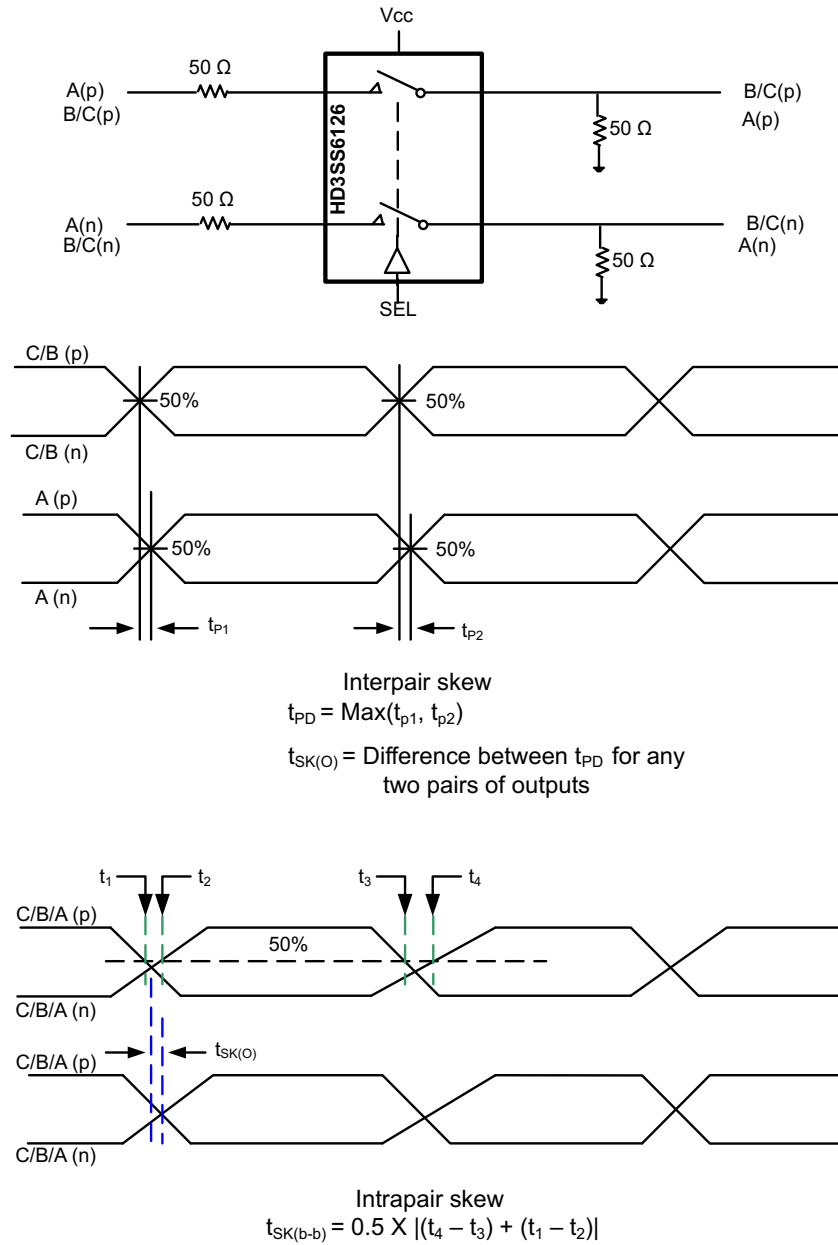 Vcc
50 Ω
50 Ω
A(p)
B/C(p)
B/C(p)
A(p)
50 Ω
HD3SS6126
50 Ω
A(n)
B/C(n)
B/C(n)
A(n)
50 Ω
SEL
C/B (p)
50%
50%
C/B (n)
A (p)
50%
50%
A (n)
tP1
tP2
Interpair skew
tPD = Max(tp1, tp2)
tSK(O) = Difference between tPD for any
two pairs of outputs
t1
t2
t3
t4
C/B/A (p)
50%
C/B/A (n)
C/B/A (p)
tSK(O)
C/B/A (n)
Intrapair skew
tSK(b-b) = 0.5 X |(t4 – t3) + (t1 – t2)|